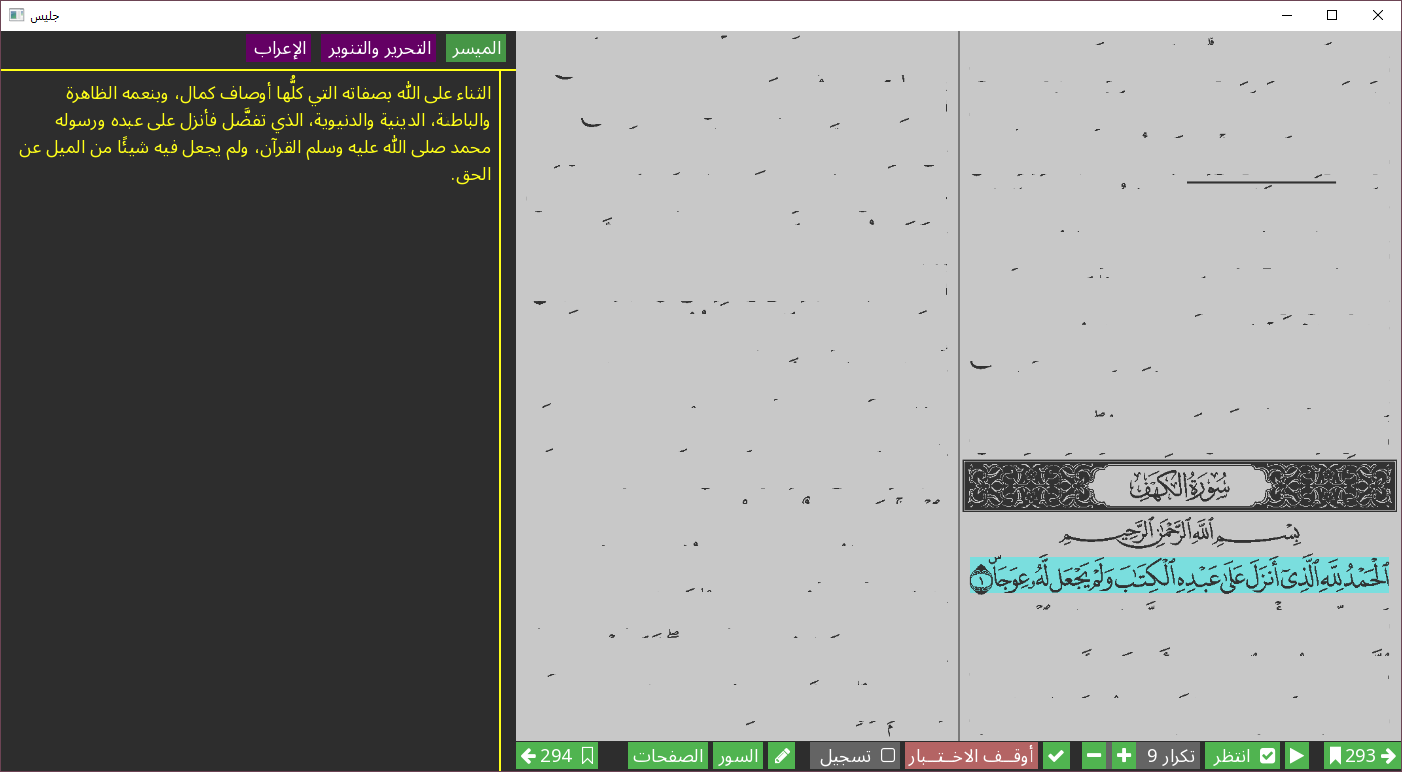 جليس
الميسر
التحرير والتنوير
الإعراب
الثناء على الله بصفاته التي كلُّها أوصاف كمال، وبنعمه الظاهرة
والباطنة، الدينية والدنيوية، الذي تفضَّل فأنزل على عبده ورسوله
محمد صلى الله عليه وسلم القرآن، ولم يجعل فيه شيئًا من الميل عن
الحق.
سُورَةُ الكَهْفِ
بِسْمِ ٱللَّهِ ٱلرَّحْمَٰنِ ٱلرَّحِيمِ
ٱلْحَمْدُ لِلَّهِ ٱلَّذِىٓ أَنزَلَ عَلَىٰ عَبْدِهِ ٱلْكِتَٰبَ وَلَمْ يَجْعَل لَّهُۥ عِوَجَاۜ ١
293
انتظر
تكرار 9
أوقــف الاخـتــبار
تسجيل
السور
الصفحات
294